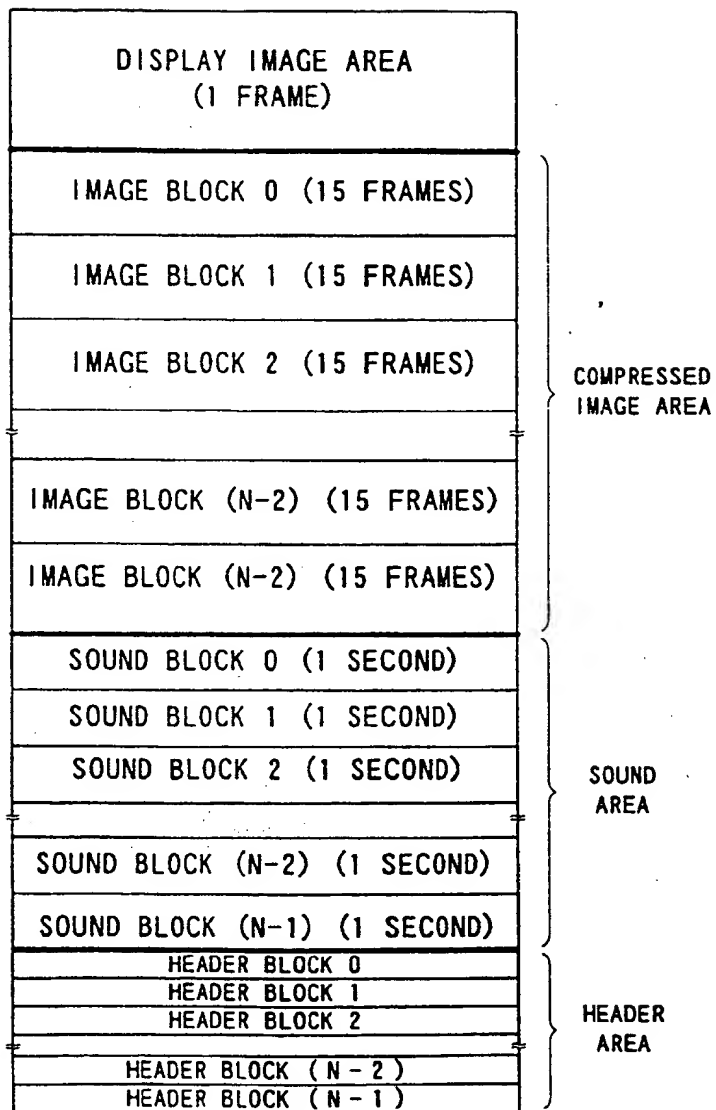 DISPLAY IMAGE AREA
(1 FRAME)
IMAGE BLOCK 0 (15 FRAMES)
IMAGE BLOCK 1 (15 FRAMES)
IMAGE BLOCK 2 (15 FRAMES)
COMPRESSED
IMAGE AREA
IMAGE BLOCK (N-2) (15 FRAMES)
IMAGE BLOCK (N-2) (15 FRAMES)
SOUND BLOCK 0 (1 SECOND)
SOUND BLOCK 1 (1 SECOND)
SOUND BLOCK 2 (1 SECOND)
SOUND
AREA
SOUND BLOCK (N-2) (1 SECOND)
SOUND BLOCK (N-1) (1 SECOND)
HEADER BLOCK 0
HEADER BLOCK 1
HEADER BLOCK 2
HEADER
AREA
HEADER BLOCK (N-2)
HEADER BLOCK (N-1)